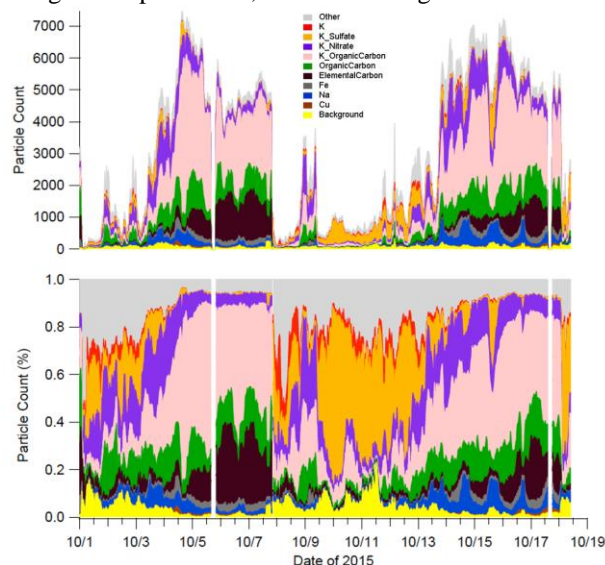 7000
6000
5000
4000
3000
2000
1000
0
Particle Count
Other
K
K_Sulfate
K_Nitrate
K_OrganicCarbon
OrganicCarbon
ElementalCarbon
Fe
Na
Cu
Background
1.0
0.8
0.6
0.4
0.2
0.0
Particle Count (%)
10/1 10/3 10/5 10/7 10/9 10/11 10/13 10/15 10/17 10/19
Date of 2015